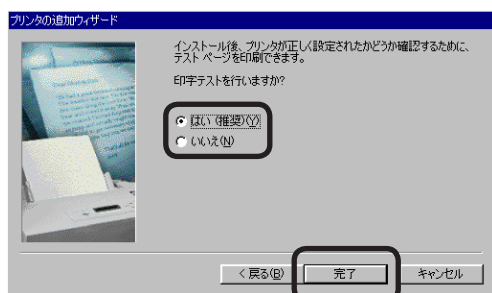 プリンタの追加ウィザード
インストール後、プリンタが正しく設定されたかどうか確認するために、
テスト ページを印刷できます。
印字テストを行いますか?
はい (推奨)(Y)
いいえ(N)
< 戻る(B)
完了
キャンセル